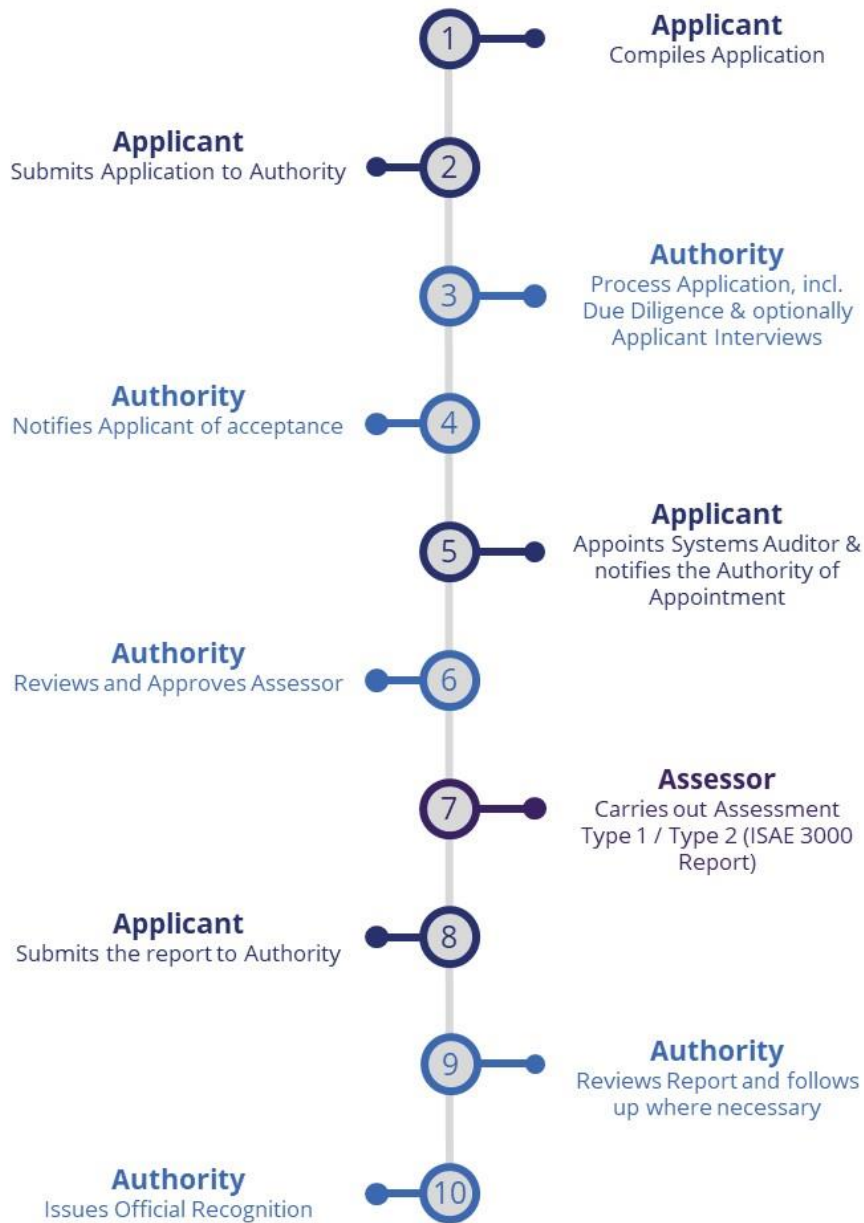 1
Applicant
Compiles Application
Applicant
Submits Application to Authority
2
Authority
Process Application, incl.
Due Diligence & optionally
Applicant Interviews
3
Authority
Notifies Applicant of acceptance
4
Applicant
Appoints Systems Auditor &
notifies the Authority of
Appointment
5
Authority
Reviews and Approves Assessor
6
Assessor
Carries out Assessment
Type 1 / Type 2 (ISAE 3000
Report)
7
Applicant
Submits the report to Authority
8
Authority
Reviews Report and follows
up where necessary
9
Authority
Issues Official Recognition
10